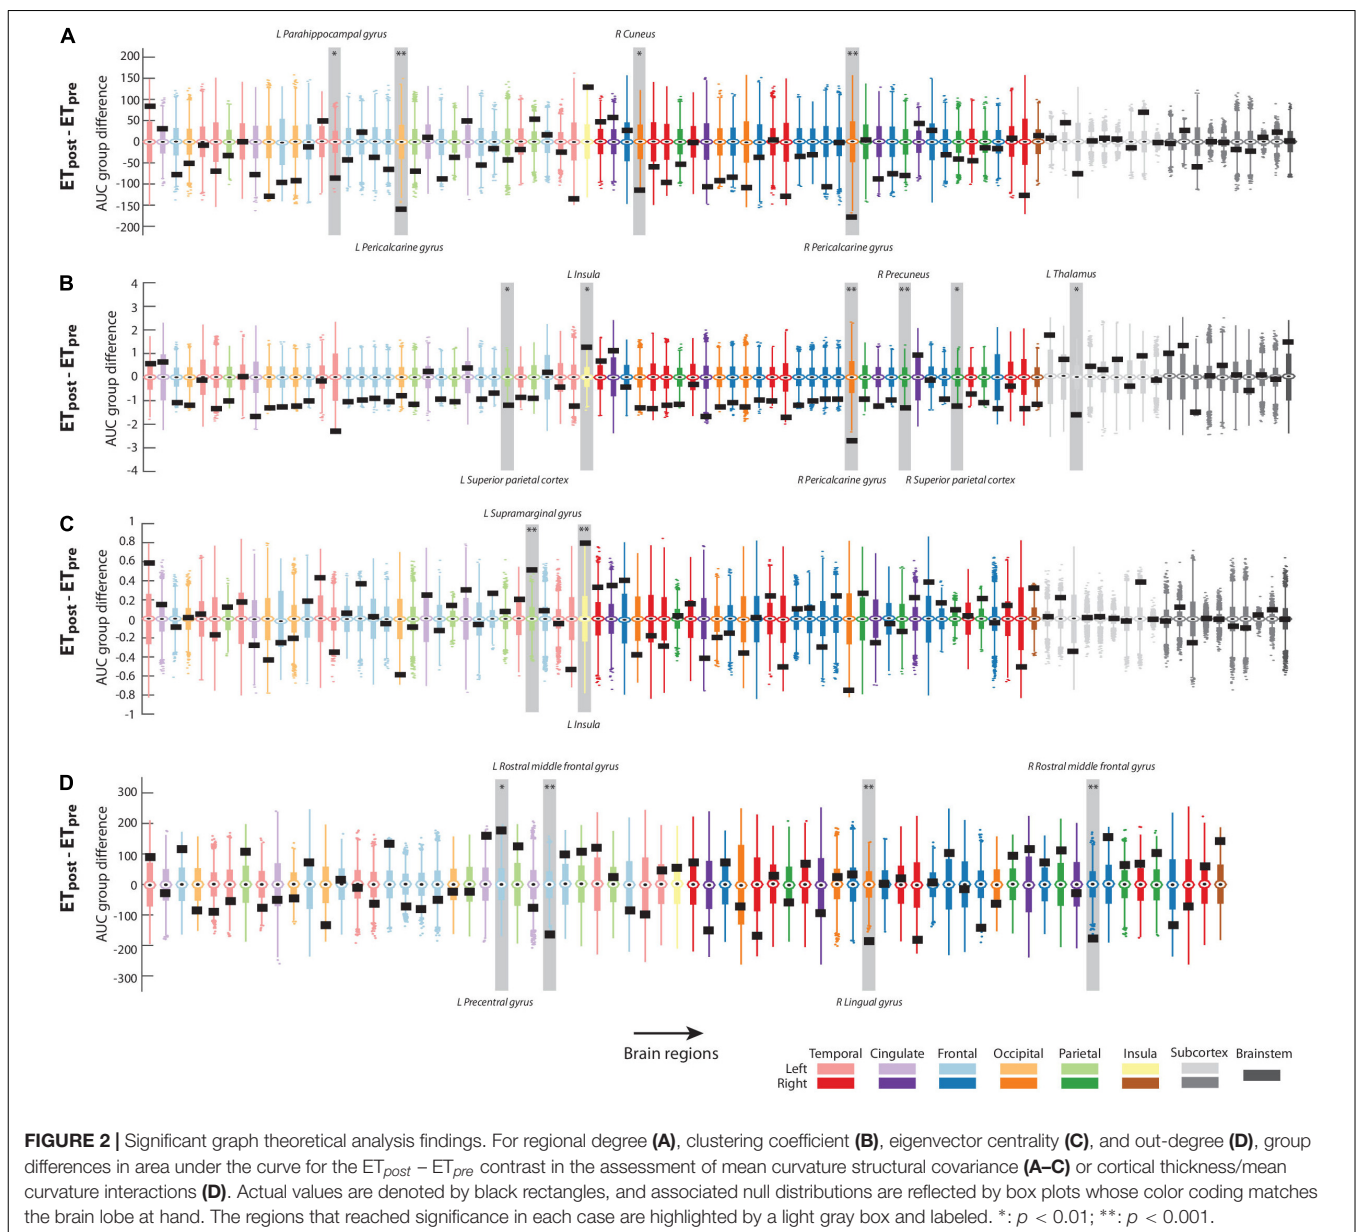 A
L Parahippocampal gyrus
R Cuneus
ETpost - ETpre
AUC group difference
200
150
100
50
0
-50
-100
-150
-200
* ** * **
L Pericalcarine gyrus
R Pericalcarine gyrus
B
L Insula
R Precuneus
L Thalamus
ETpost - ETpre
AUC group difference
4
3
2
1
0
-1
-2
-3
-4
* * ** ** * *
L Superior parietal cortex
R Pericalcarine gyrus
R Superior parietal cortex
C
L Supramarginal gyrus
ETpost - ETpre
AUC group difference
1
0.8
0.6
0.4
0.2
0
-0.2
-0.4
-0.6
-0.8
-1
** **
L Insula
D
L Rostral middle frontal gyrus
R Rostral middle frontal gyrus
ETpost - ETpre
AUC group difference
300
200
100
0
-100
-200
-300
* ** ** **
L Precentral gyrus
R Lingual gyrus
Brain regions
Temporal Cingulate Frontal Occipital Parietal Insula Subcortex Brainstem
Left
Right
FIGURE 2 | Significant graph theoretical analysis findings. For regional degree (A), clustering coefficient (B), eigenvector centrality (C), and out-degree (D), group
differences in area under the curve for the ETpost – ETpre contrast in the assessment of mean curvature structural covariance (A–C) or cortical thickness/mean
curvature interactions (D). Actual values are denoted by black rectangles, and associated null distributions are reflected by box plots whose color coding matches
the brain lobe at hand. The regions that reached significance in each case are highlighted by a light gray box and labeled. *: p < 0.01; **: p < 0.001.